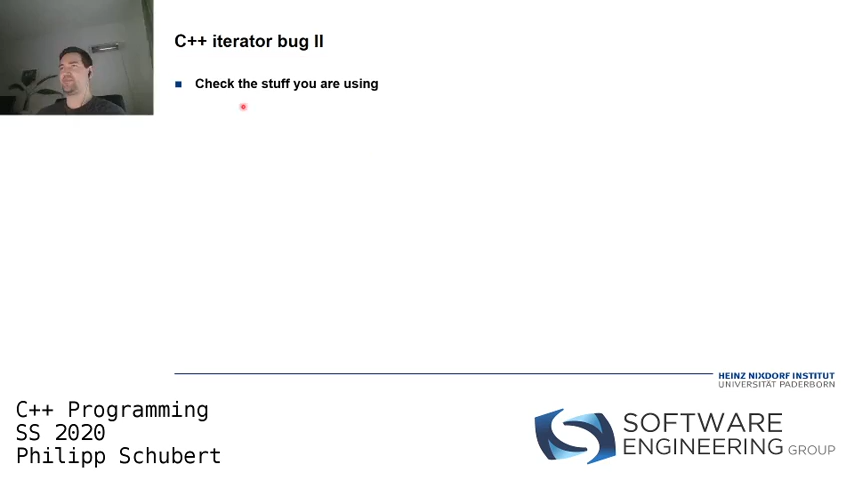 C++ iterator bug II
Check the stuff you are using
HEINZ NIXDORF INSTITUT
UNIVERSITÄT PADERBORN
C++ Programming
SS 2020
Philipp Schubert
SOFTWARE
ENGINEERING GROUP